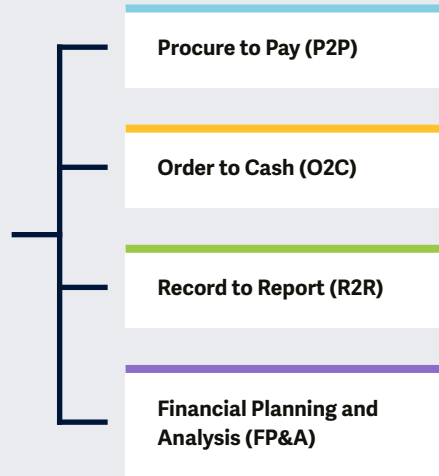 Procure to Pay (P2P)
Order to Cash (O2C)
Record to Report (R2R)
Financial Planning and
Analysis (FP&A)